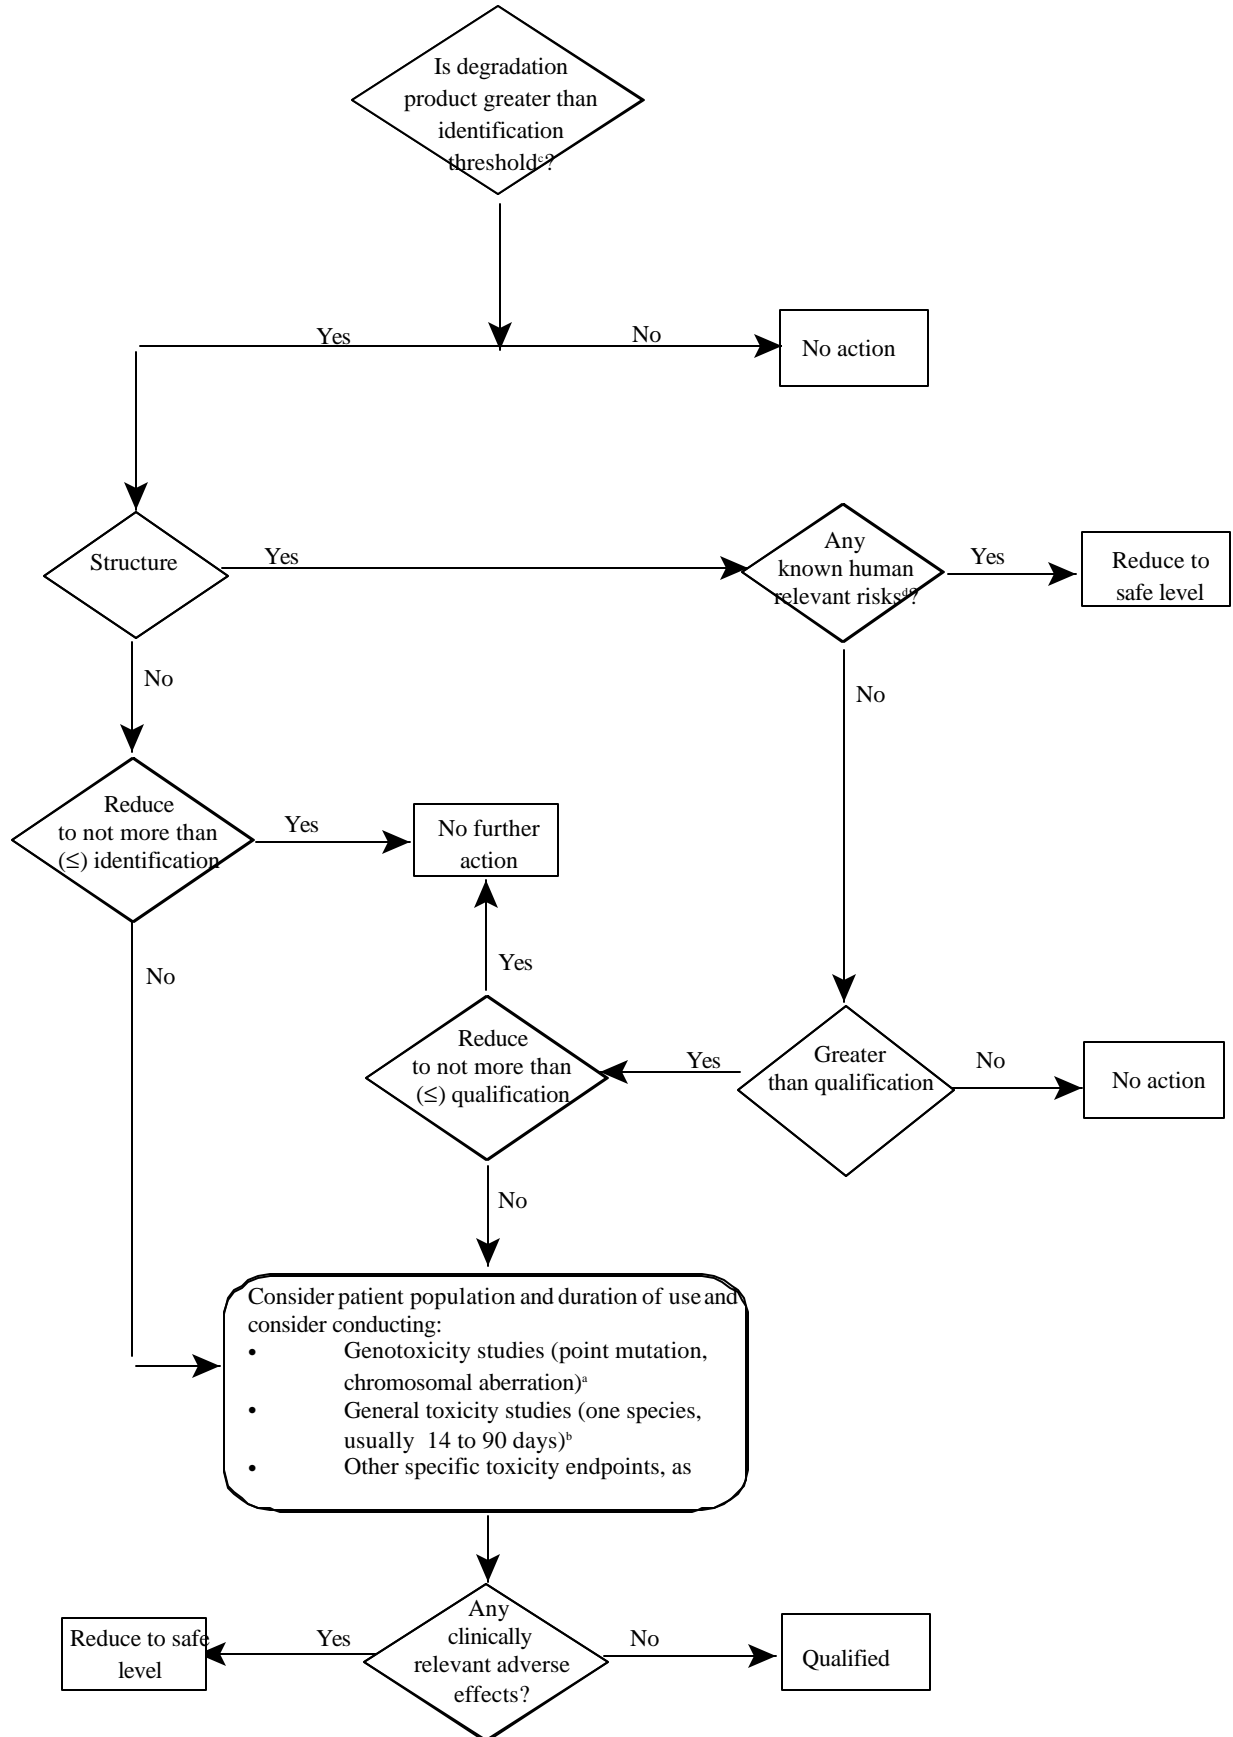 Is degradation
product greater than
identification
thresholdᶜ?
Yes
No
No action
Structure
Yes
Any
known human
relevant risksᵈ?
Yes
Reduce to
safe level
No
No
Reduce
to not more than
(≤) identification
Yes
No further
action
No
Yes
Reduce
to not more than
(≤) qualification
Yes
Greater
than qualification
No
No action
No
Consider patient population and duration of use and
consider conducting:
• Genotoxicity studies (point mutation,
chromosomal aberration)ᵃ
• General toxicity studies (one species,
usually 14 to 90 days)ᵇ
• Other specific toxicity endpoints, as
Reduce to safe
level
Yes
Any
clinically
relevant adverse
effects?
No
Qualified